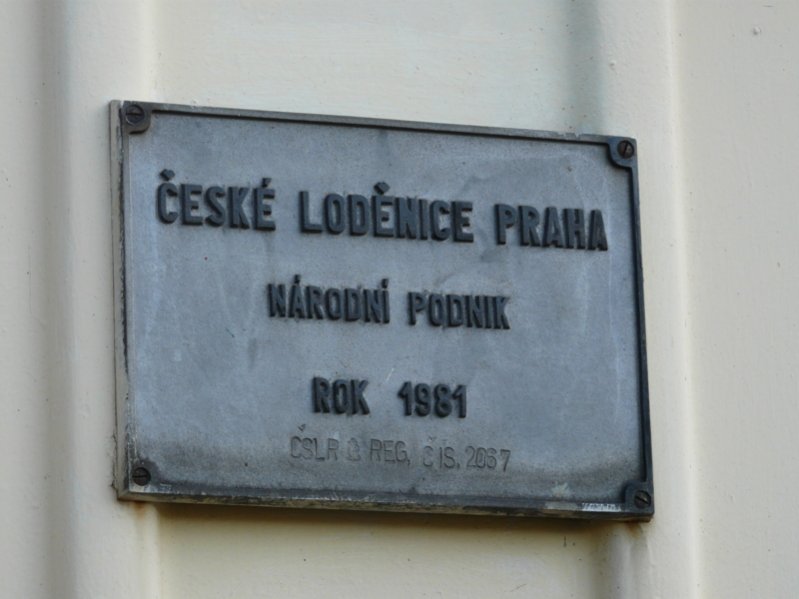 ČESKÉ LODĚNICE PRAHA
NÁRODNÍ PODNIK
ROK 1981
ČSLR B REG. ČIS. 2067